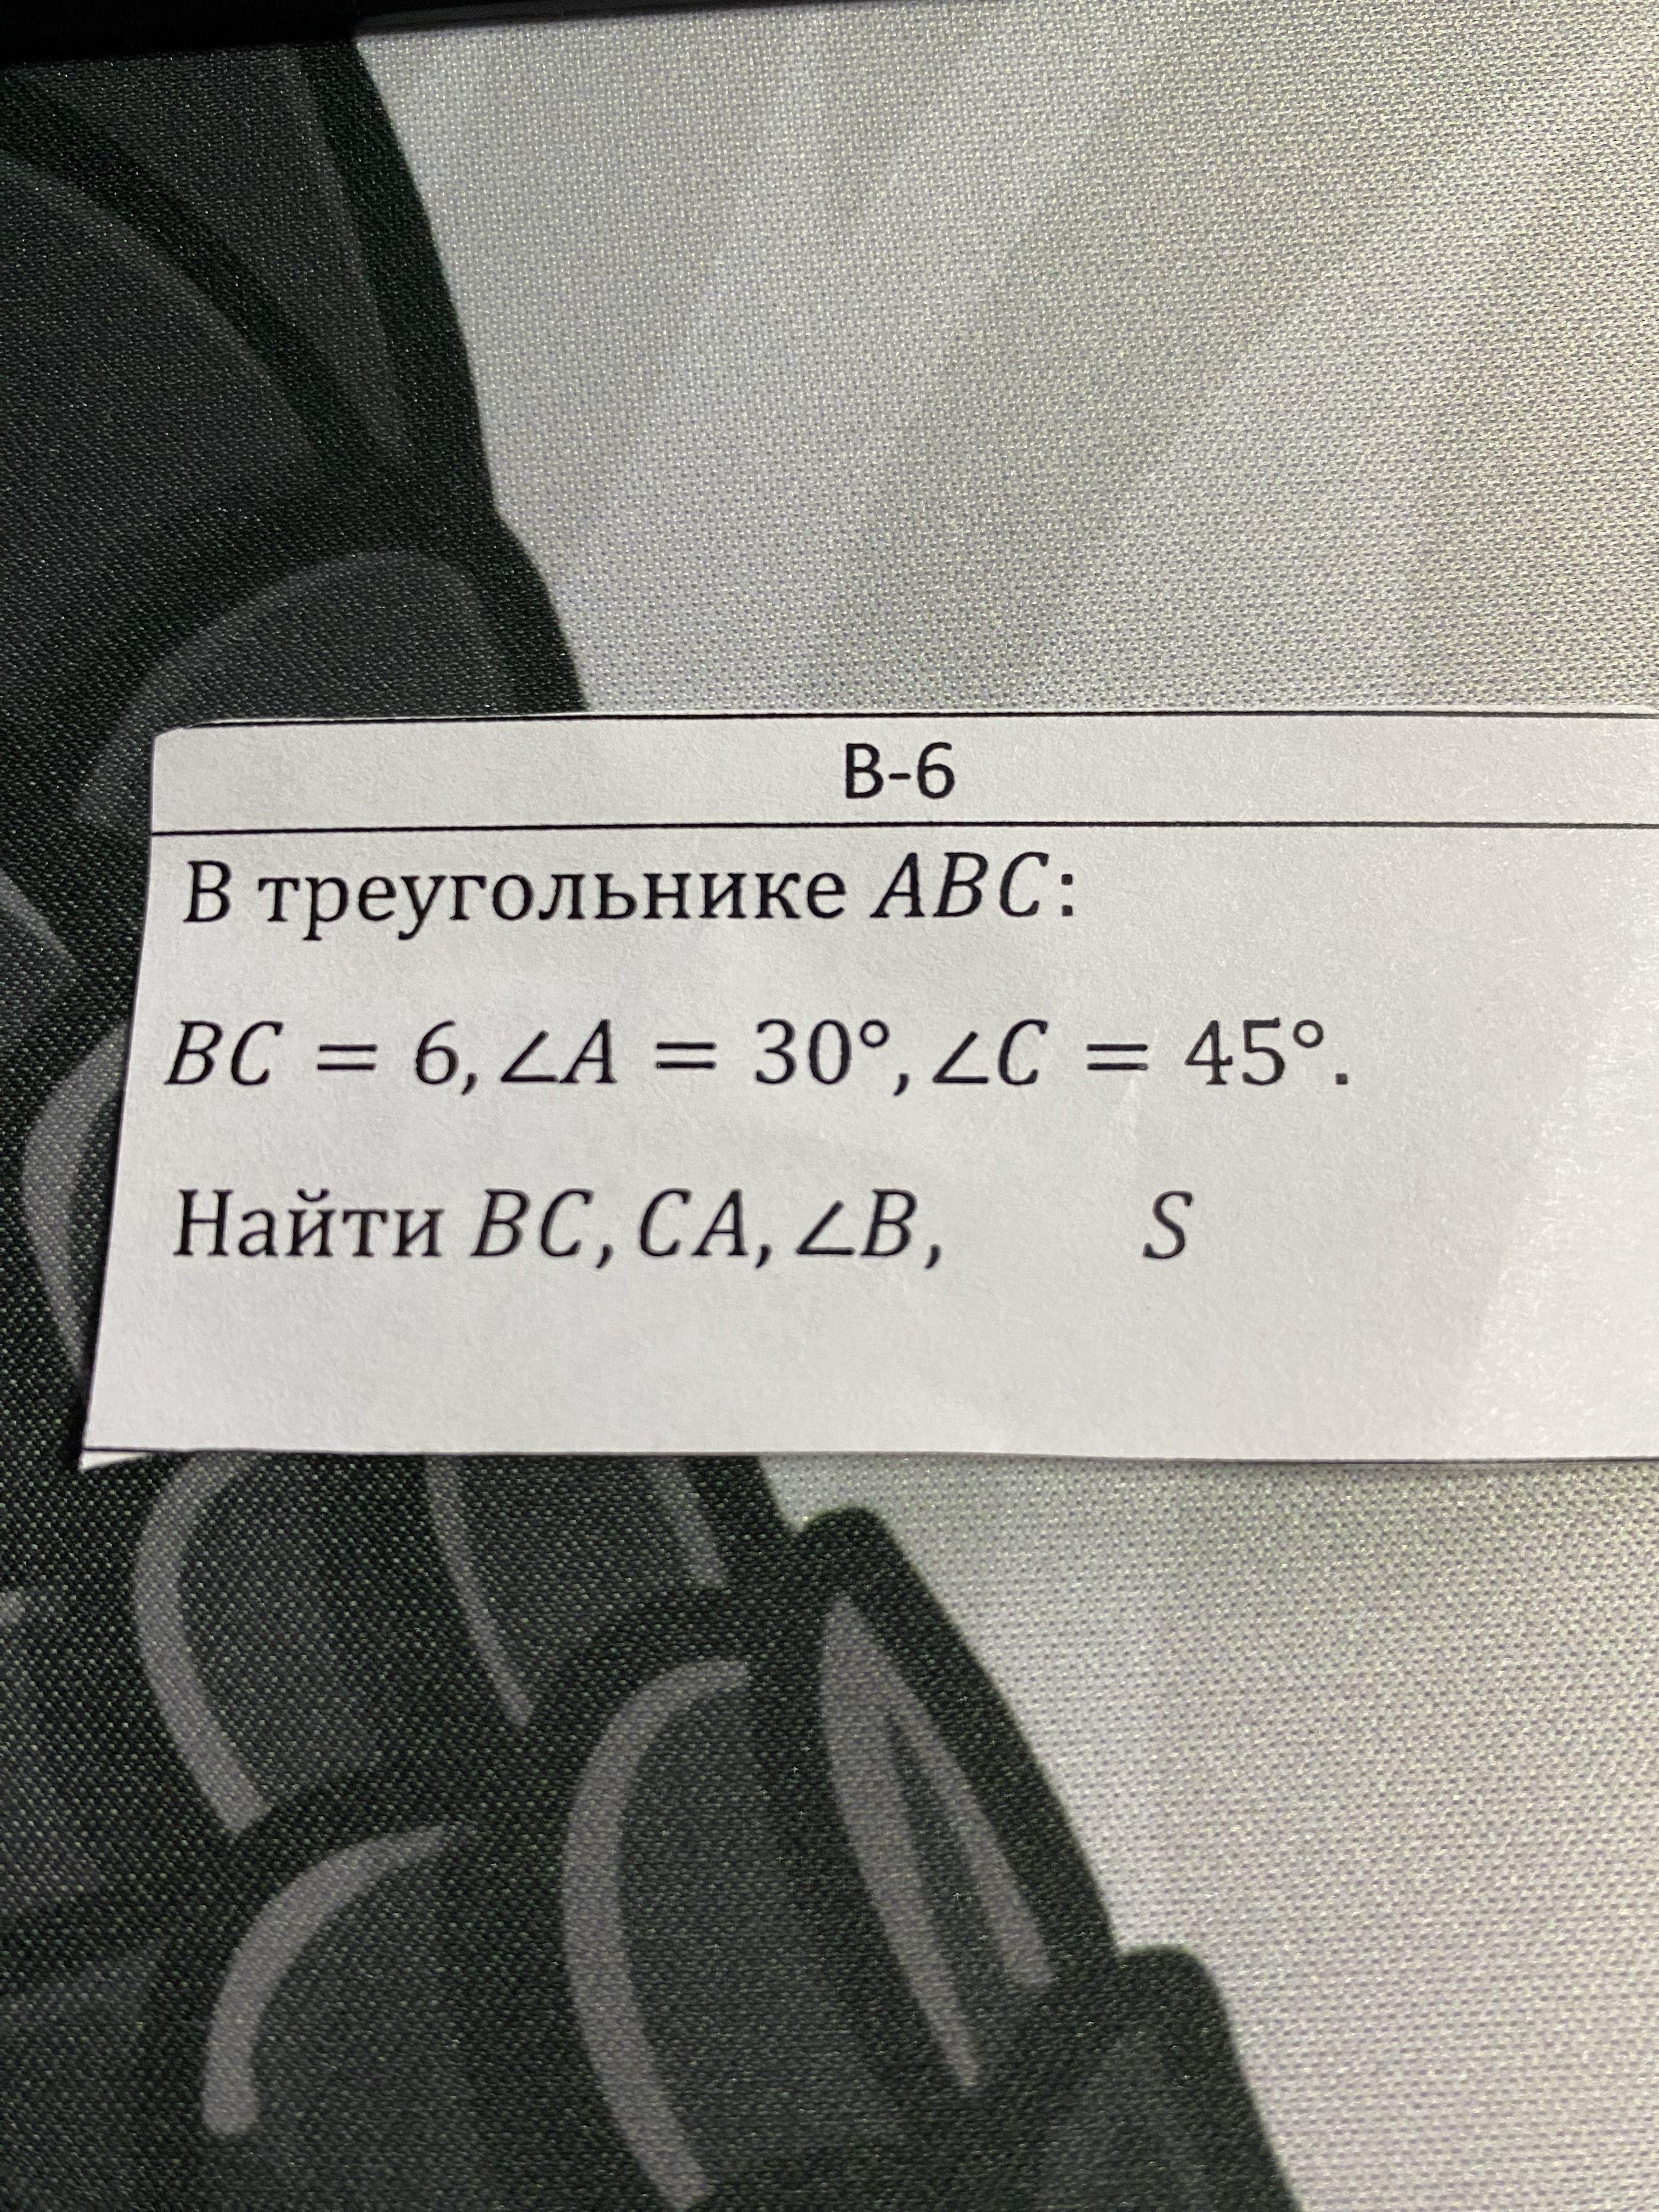 В-6
В треугольнике ABC:
BC = 6, ∠A = 30°, ∠C = 45°.
Найти BC, CA, ∠B, S